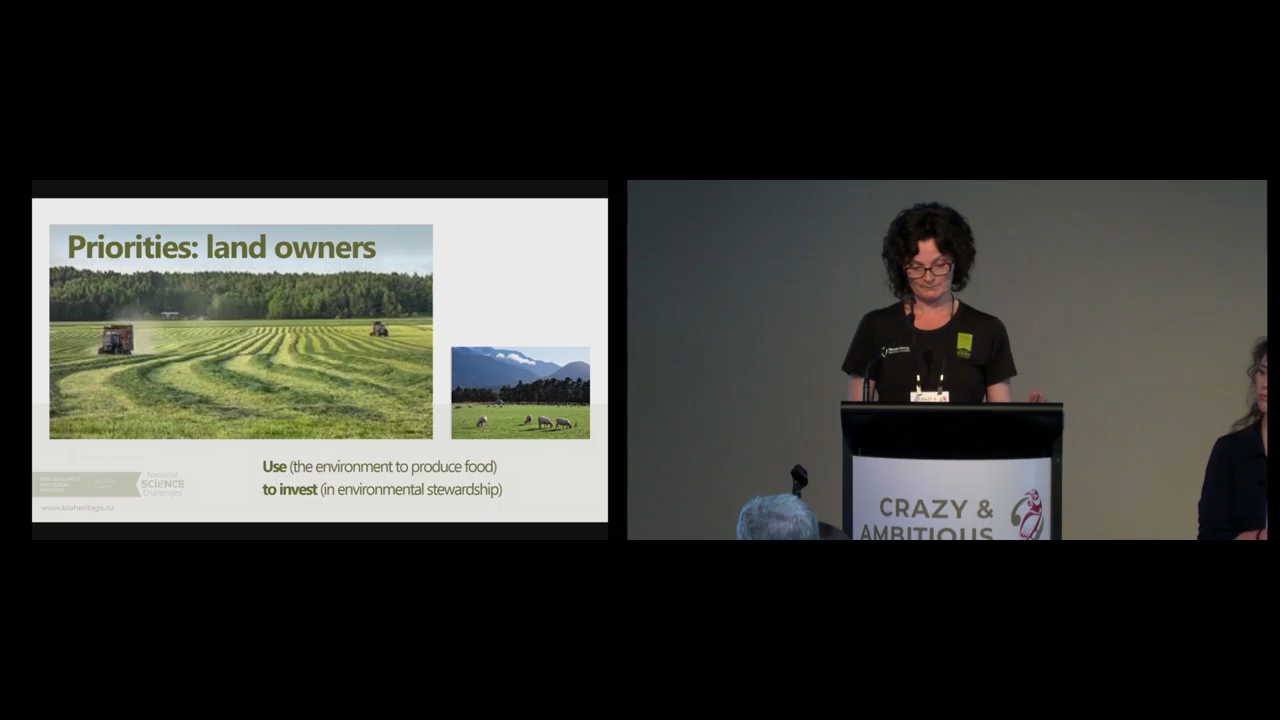 Priorities: land owners
Use (the environment to produce food)
to invest (in environmental stewardship)
National
SCIENCE
Challenges
www.bioheritage.nz
CRAZY &
AMBITIOUS